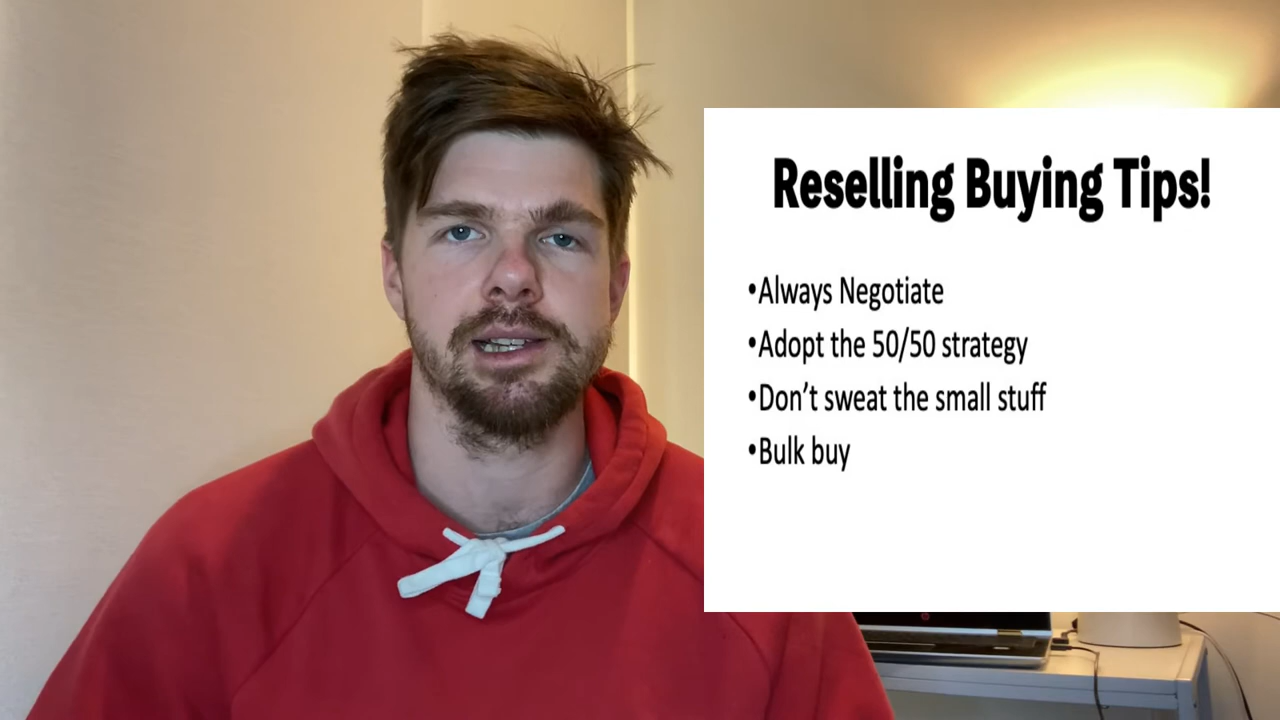 Reselling Buying Tips!
•Always Negotiate
•Adopt the 50/50 strategy
•Don’t sweat the small stuff
•Bulk buy